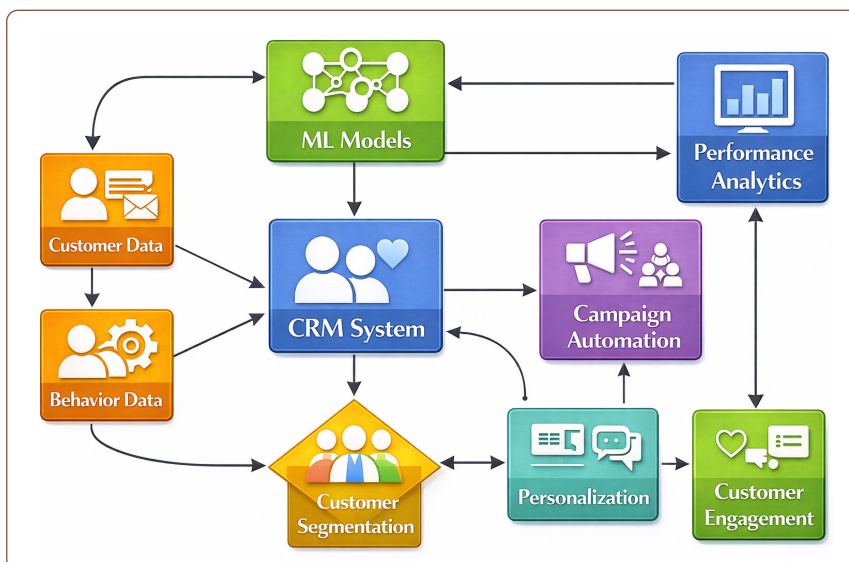 ML Models
Performance
Analytics
Customer Data
CRM System
Campaign
Automation
Behavior Data
Customer
Segmentation
Personalization
Customer
Engagement